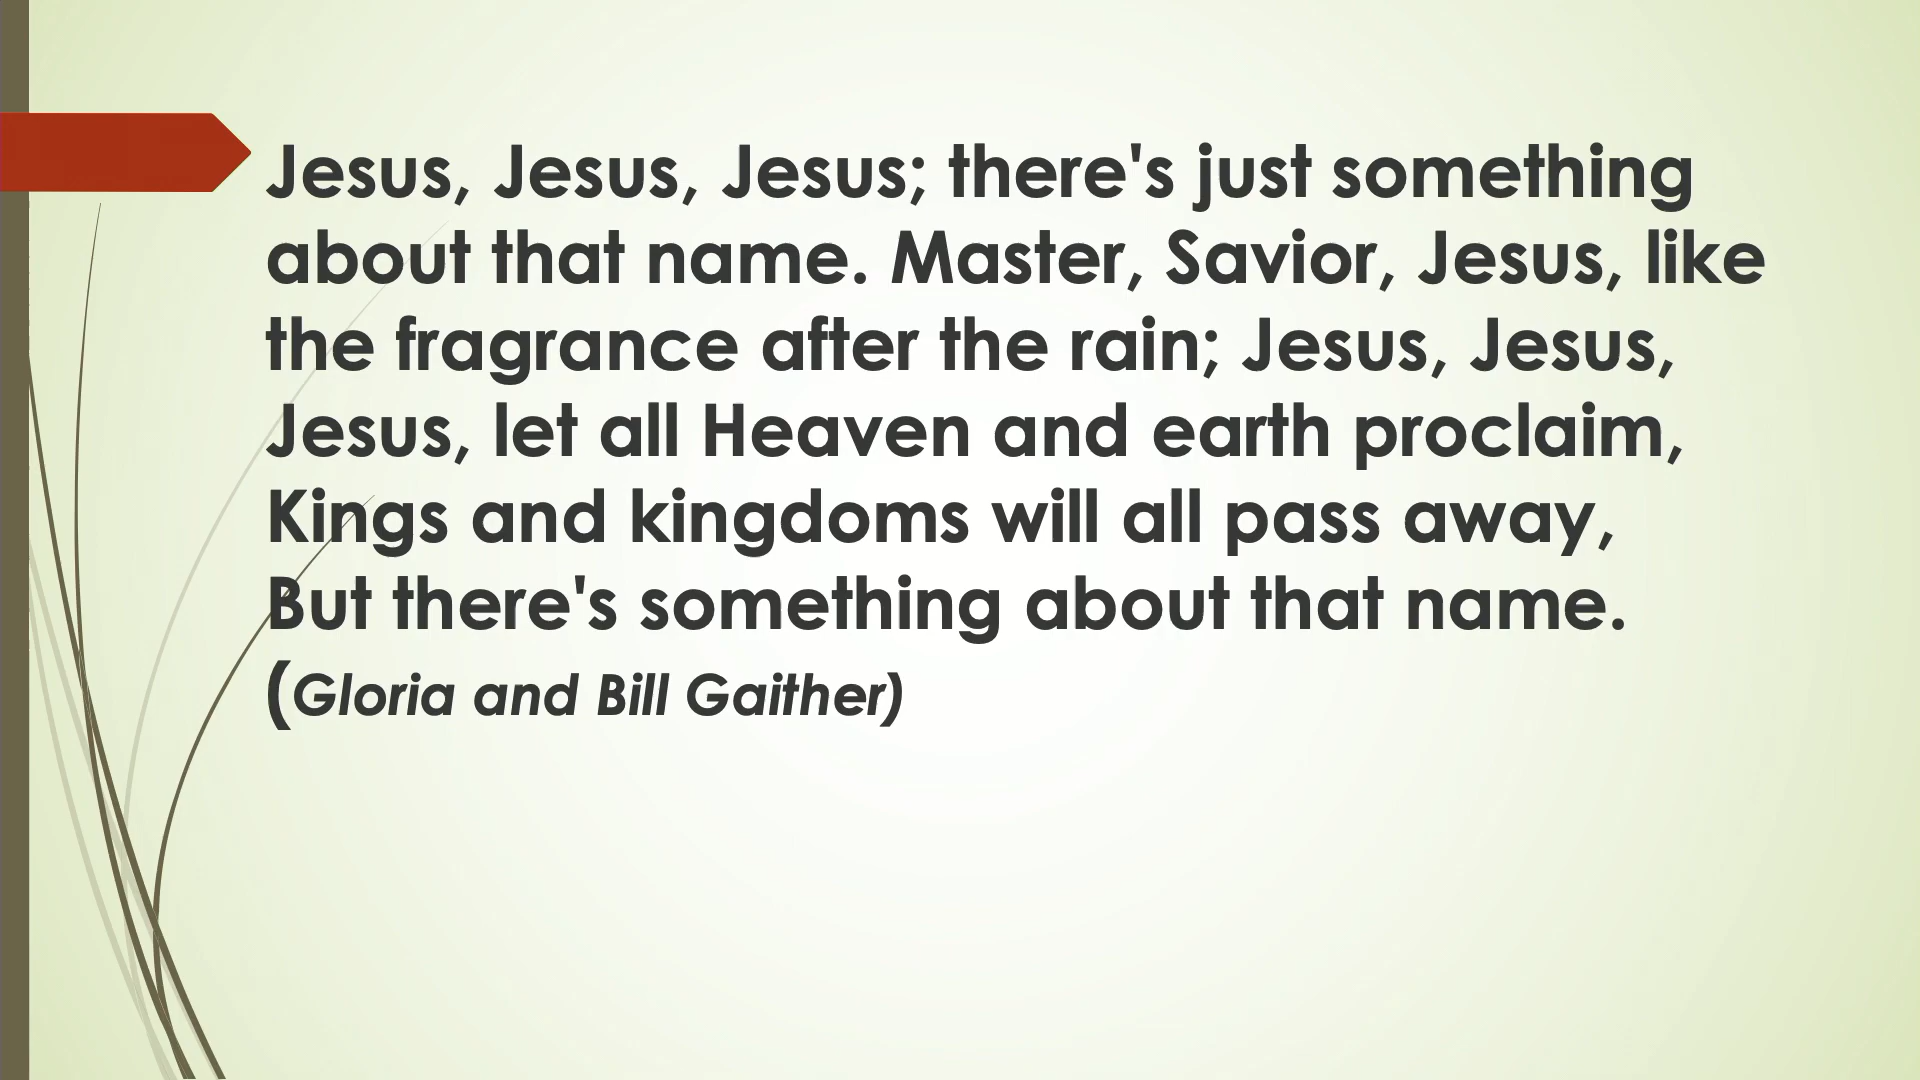 Jesus, Jesus, Jesus; there's just something
about that name. Master, Savior, Jesus, like
the fragrance after the rain; Jesus, Jesus,
Jesus, let all Heaven and earth proclaim,
Kings and kingdoms will all pass away,
But there's something about that name.
(Gloria and Bill Gaither)